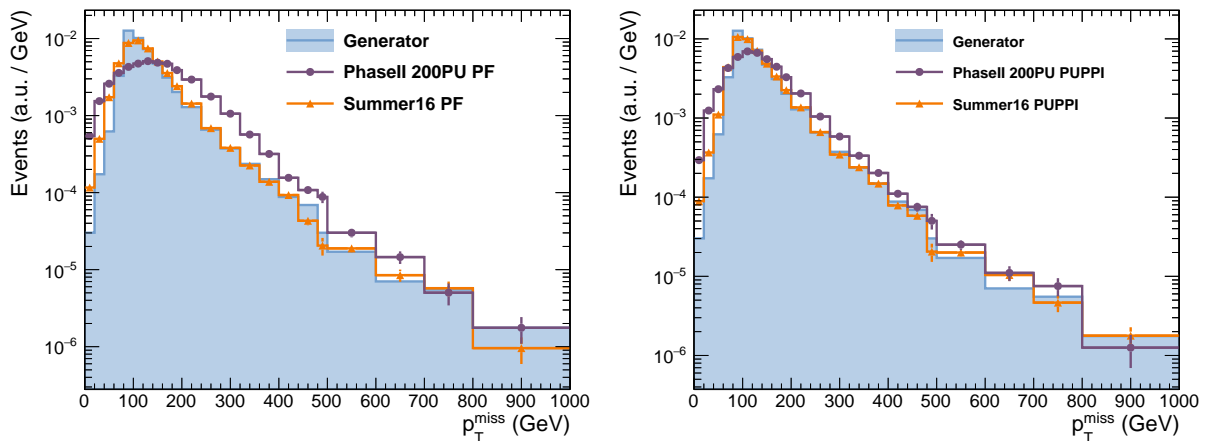 Events (a.u. / GeV)
10⁻²
10⁻³
10⁻⁴
10⁻⁵
10⁻⁶
Generator
PhaseII 200PU PF
Summer16 PF
0 100 200 300 400 500 600 700 800 900 1000
p_T^miss (GeV)
Events (a.u. / GeV)
10⁻²
10⁻³
10⁻⁴
10⁻⁵
10⁻⁶
Generator
PhaseII 200PU PUPPI
Summer16 PUPPI
0 100 200 300 400 500 600 700 800 900 1000
p_T^miss (GeV)